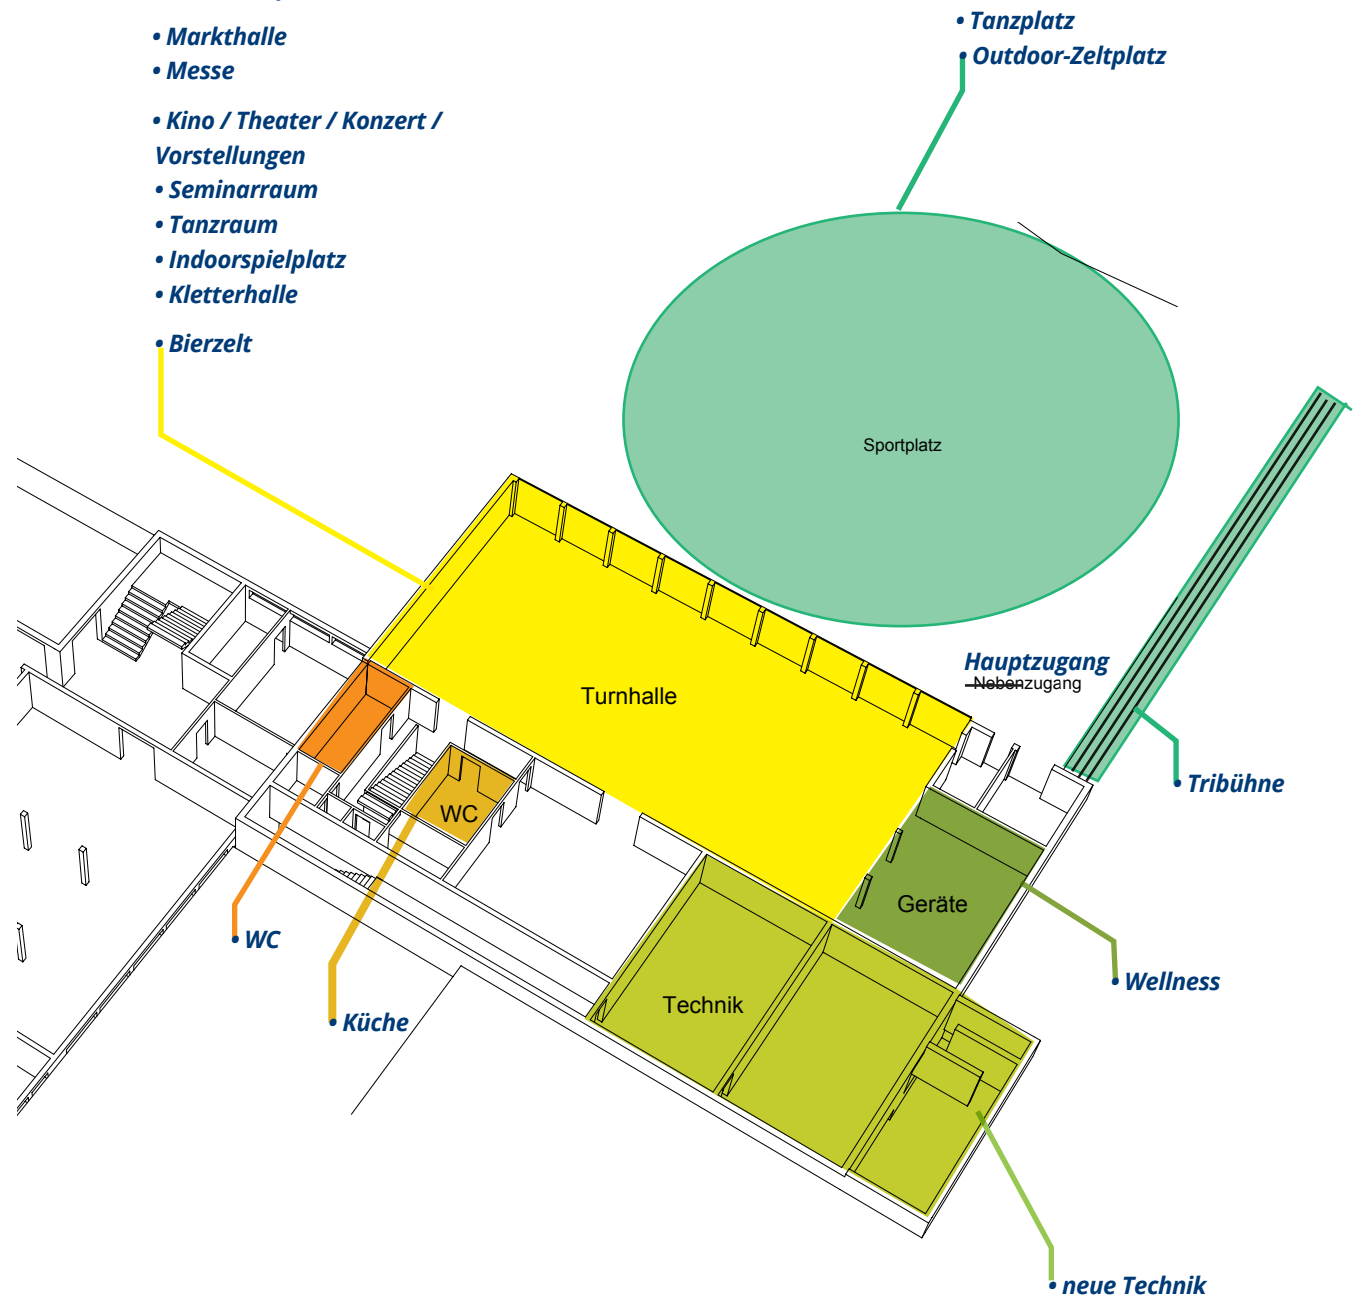 • Markthalle
• Messe
• Kino / Theater / Konzert /
Vorstellungen
• Seminarraum
• Tanzraum
• Indoorspielplatz
• Kletterhalle
• Bierzelt
• Tanzplatz
• Outdoor-Zeltplatz
Sportplatz
Hauptzugang
Nebenzugang
Turnhalle
• Tribühne
WC
Geräte
• WC
• Wellness
Technik
• Küche
• neue Technik